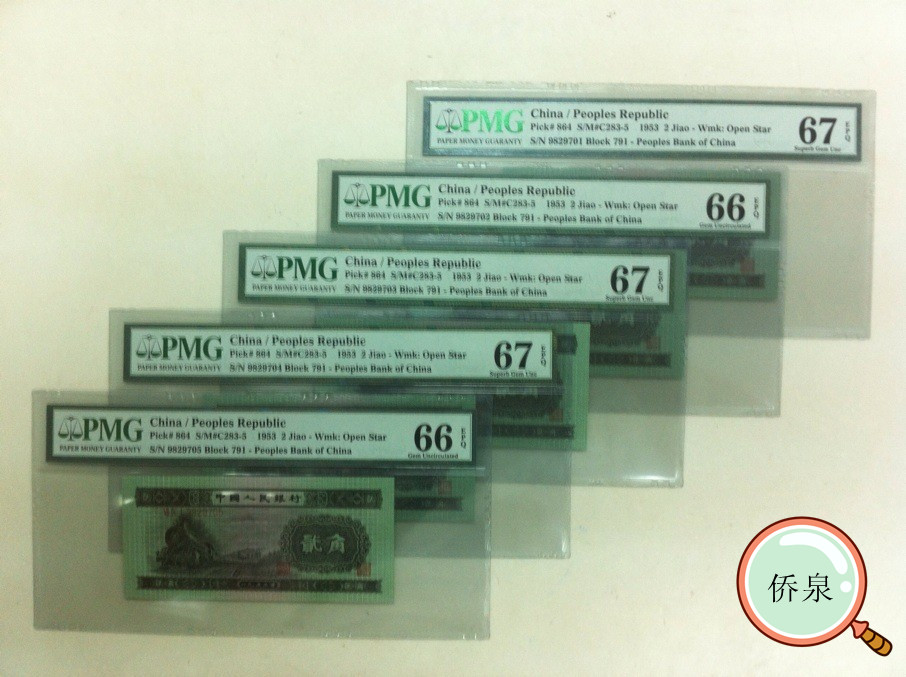 PMG
PAPER MONEY GUARANTY
China / Peoples Republic
Pick# 864 S/M#C283-5 1953 2 Jiao - Wmk: Open Star
S/N 9829701 Block 791 - Peoples Bank of China
67 EPQ
Superb Gem Unc
PMG
PAPER MONEY GUARANTY
China / Peoples Republic
Pick# 864 S/M#C283-5 1953 2 Jiao - Wmk: Open Star
S/N 9829702 Block 791 - Peoples Bank of China
66 EPQ
Gem Uncirculated
PMG
PAPER MONEY GUARANTY
China / Peoples Republic
Pick# 864 S/M#C283-5 1953 2 Jiao - Wmk: Open Star
S/N 9829703 Block 791 - Peoples Bank of China
67 EPQ
Superb Gem Unc
貳角
PMG
PAPER MONEY GUARANTY
China / Peoples Republic
Pick# 864 S/M#C283-5 1953 2 Jiao - Wmk: Open Star
S/N 9829704 Block 791 - Peoples Bank of China
67 EPQ
Superb Gem Unc
PMG
PAPER MONEY GUARANTY
China / Peoples Republic
Pick# 864 S/M#C283-5 1953 2 Jiao - Wmk: Open Star
S/N 9829705 Block 791 - Peoples Bank of China
66 EPQ
Gem Uncirculated
中國人民銀行
貳角
侨泉